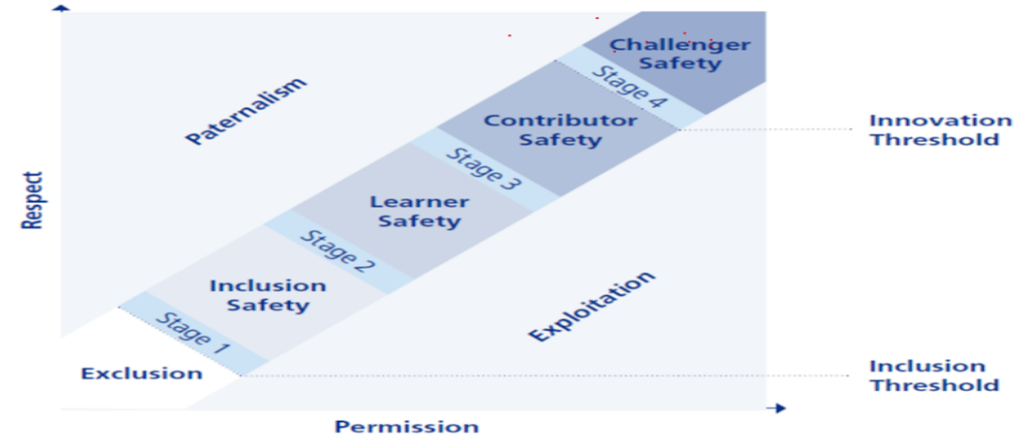 Challenger
Safety
Stage 4
Paternalism
Contributor
Safety
Innovation
Threshold
Stage 3
Respect
Learner
Safety
Stage 2
Inclusion
Safety
Exploitation
Stage 1
Exclusion
Inclusion
Threshold
Permission